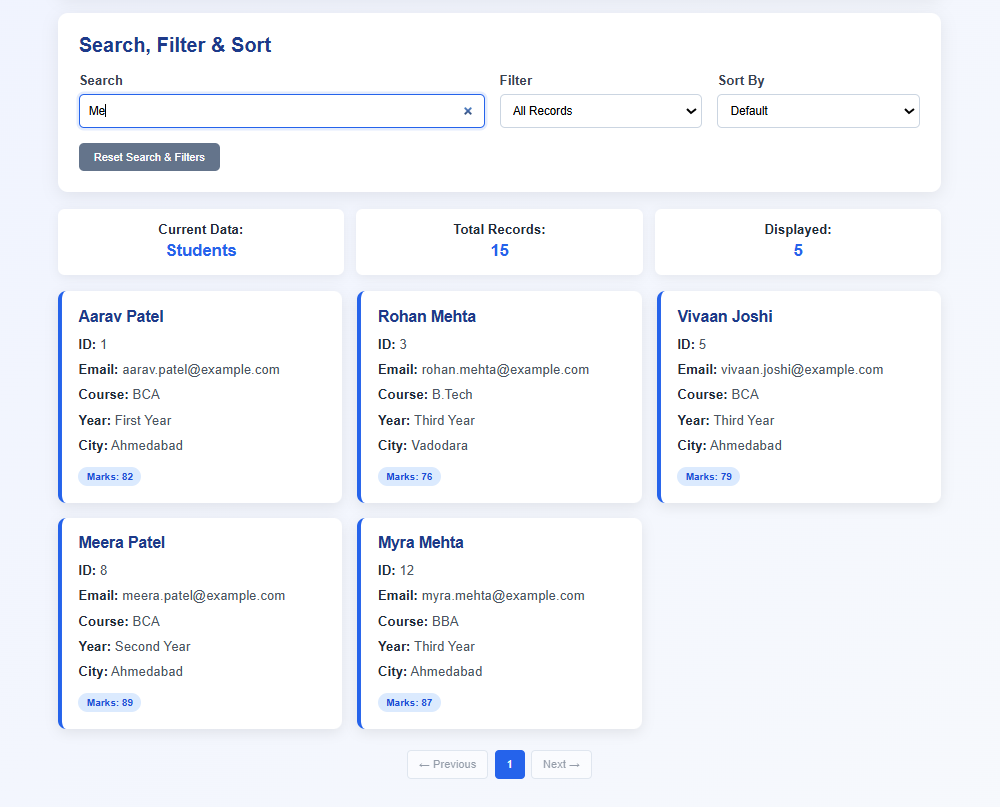 Search, Filter & Sort
Search
Filter
Sort By
Me
×
All Records
Default
Reset Search & Filters
Current Data:
Students
Total Records:
15
Displayed:
5
Aarav Patel
ID: 1
Email: aarav.patel@example.com
Course: BCA
Year: First Year
City: Ahmedabad
Marks: 82
Rohan Mehta
ID: 3
Email: rohan.mehta@example.com
Course: B.Tech
Year: Third Year
City: Vadodara
Marks: 76
Vivaan Joshi
ID: 5
Email: vivaan.joshi@example.com
Course: BCA
Year: Third Year
City: Ahmedabad
Marks: 79
Meera Patel
ID: 8
Email: meera.patel@example.com
Course: BCA
Year: Second Year
City: Ahmedabad
Marks: 89
Myra Mehta
ID: 12
Email: myra.mehta@example.com
Course: BBA
Year: Third Year
City: Ahmedabad
Marks: 87
← Previous
1
Next →